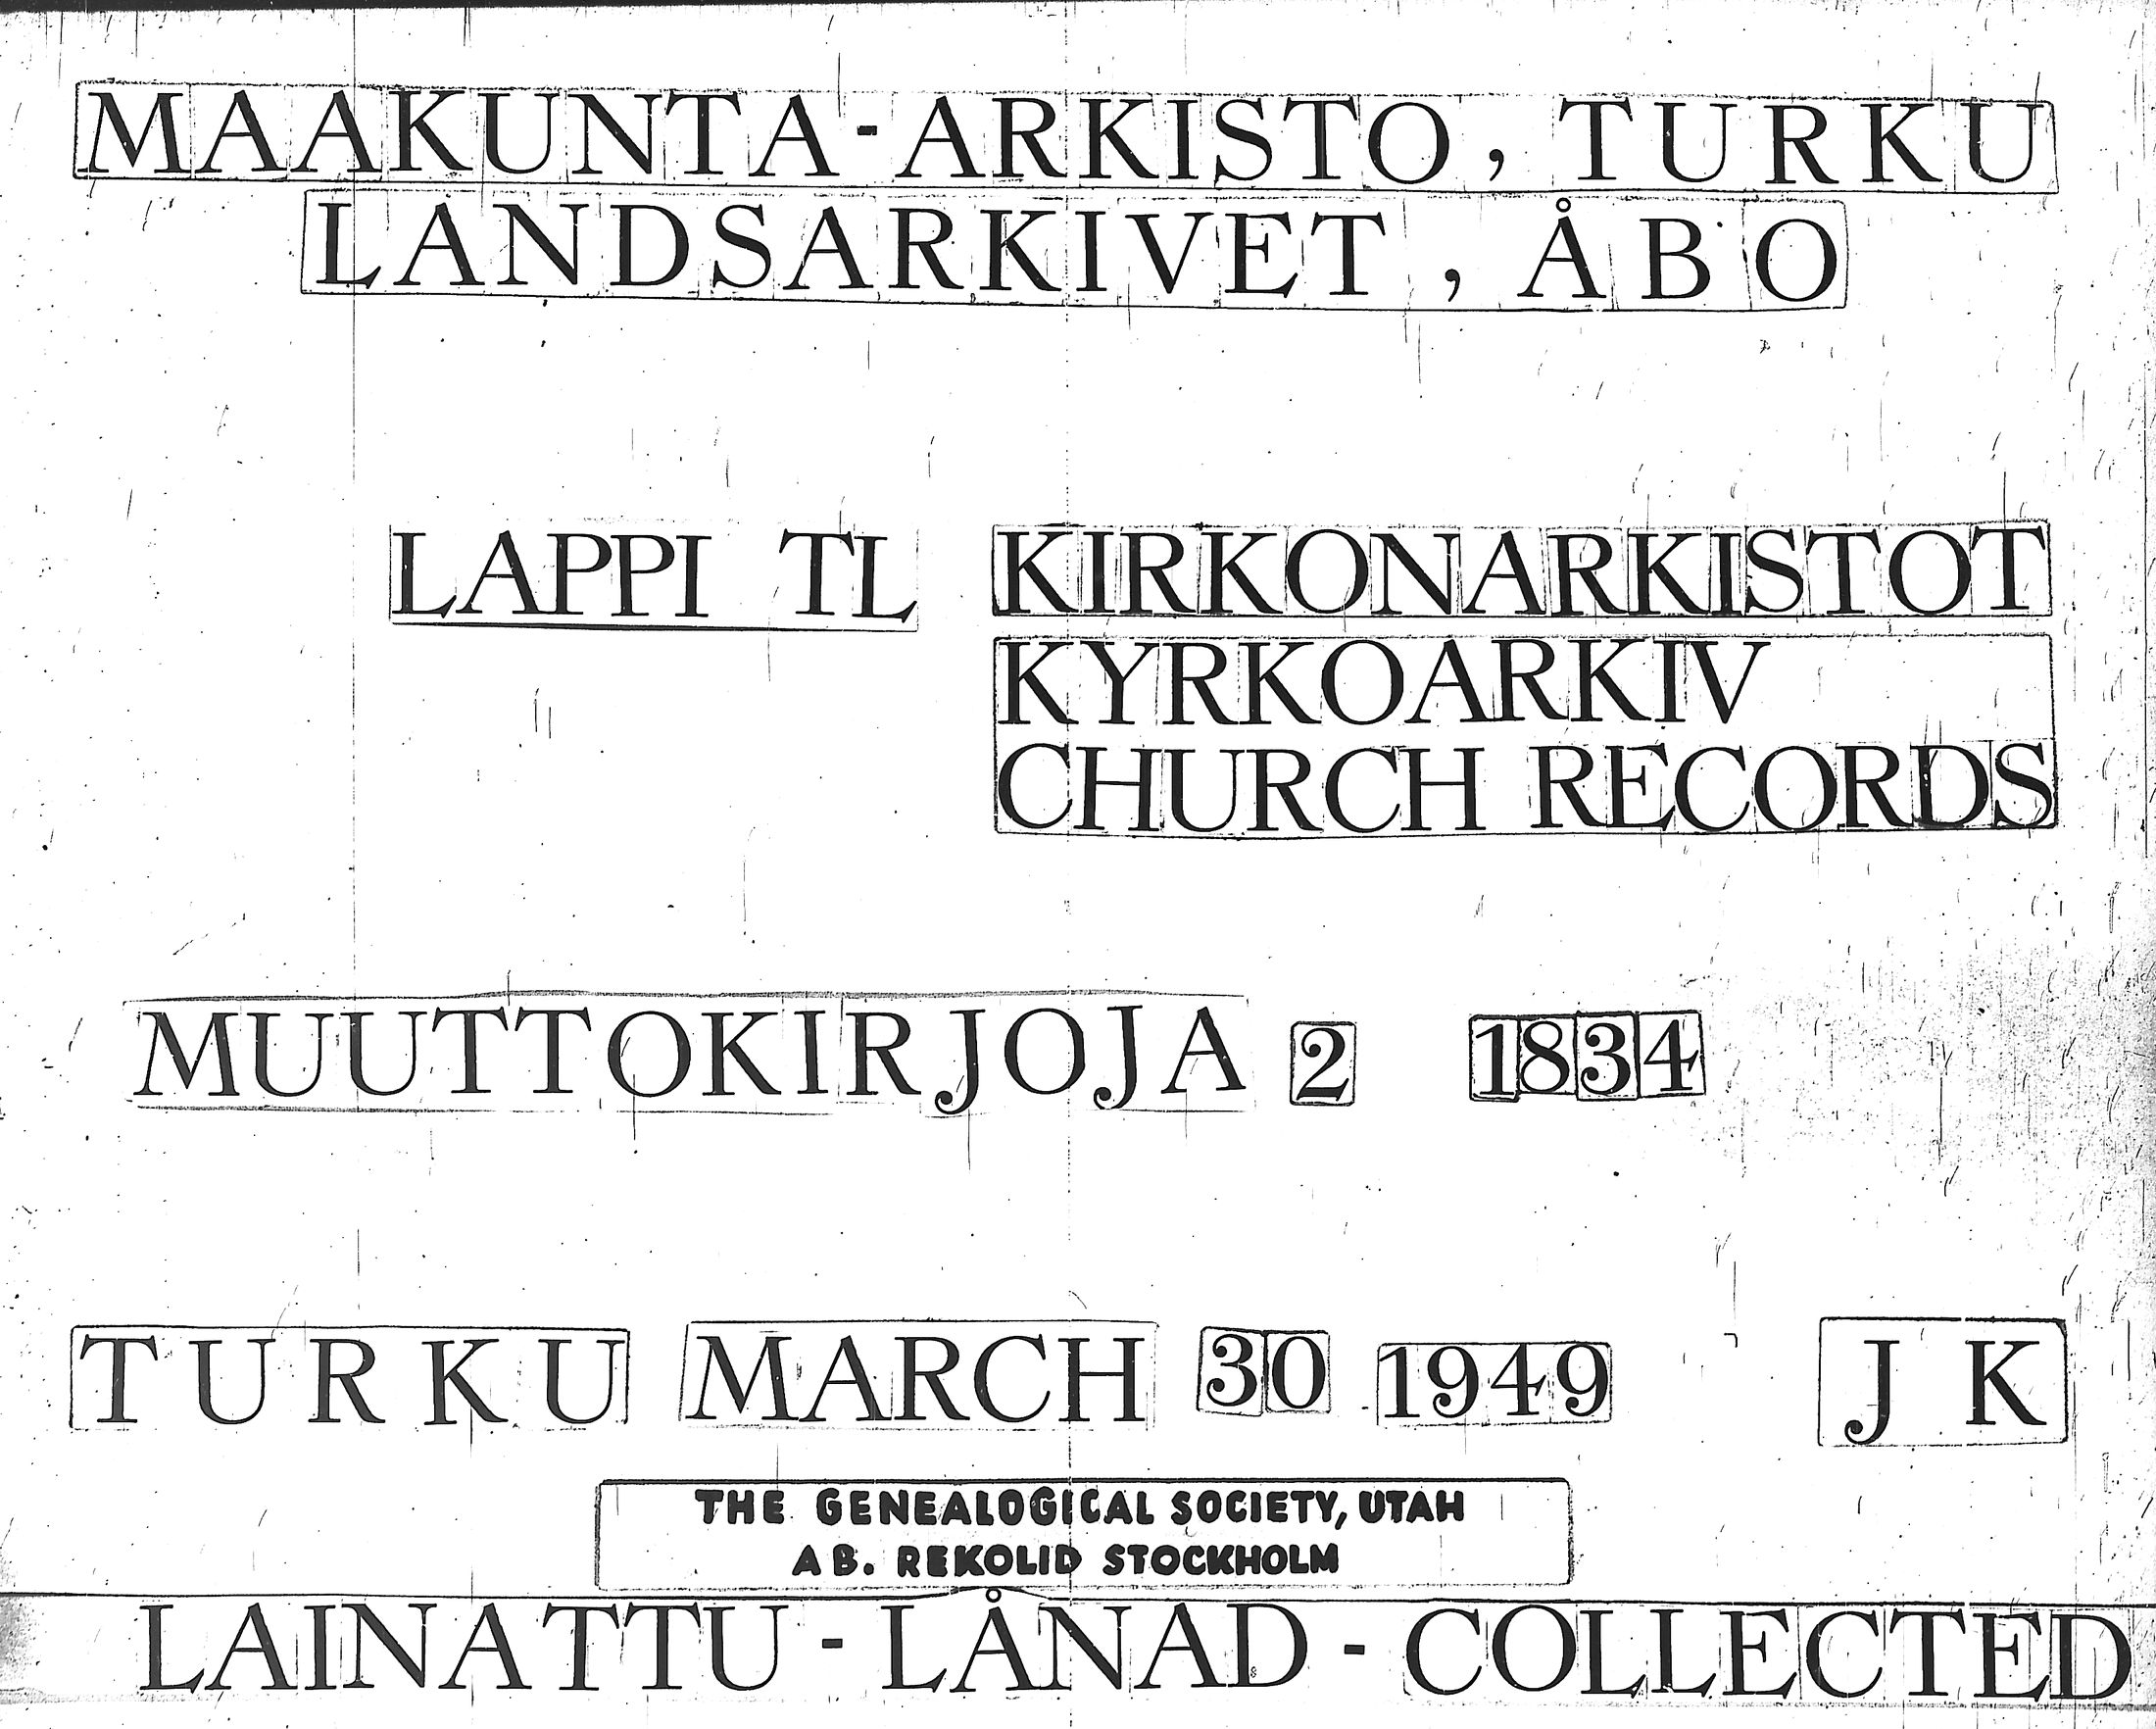 MAAKUNTA-ARKISTO, TURKU
LANDSARKIVET, ÅBO
LAPPI TL KIRKONARKISTOT
KYRKOARKIV
CHURCH RECORDS
MUUTTOKIRJOJA 2 1834
TURKU MARCH 30 1949 J K
THE GENEALOGICAL SOCIETY, UTAH
AB. REKOLID STOCKHOLM
LAINATTU - LÅNAD - COLLECTED